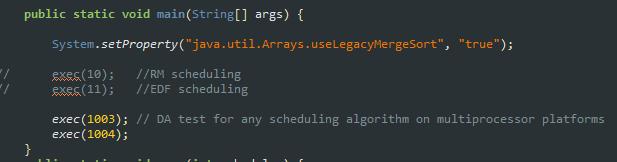 public static void main(String[] args) {
System.setProperty("java.util.Arrays.useLegacyMergeSort", "true");
// exec(10); //RM scheduling
// exec(11); //EDF scheduling
exec(1003); // DA test for any scheduling algorithm on multiprocessor platforms
exec(1004);
}